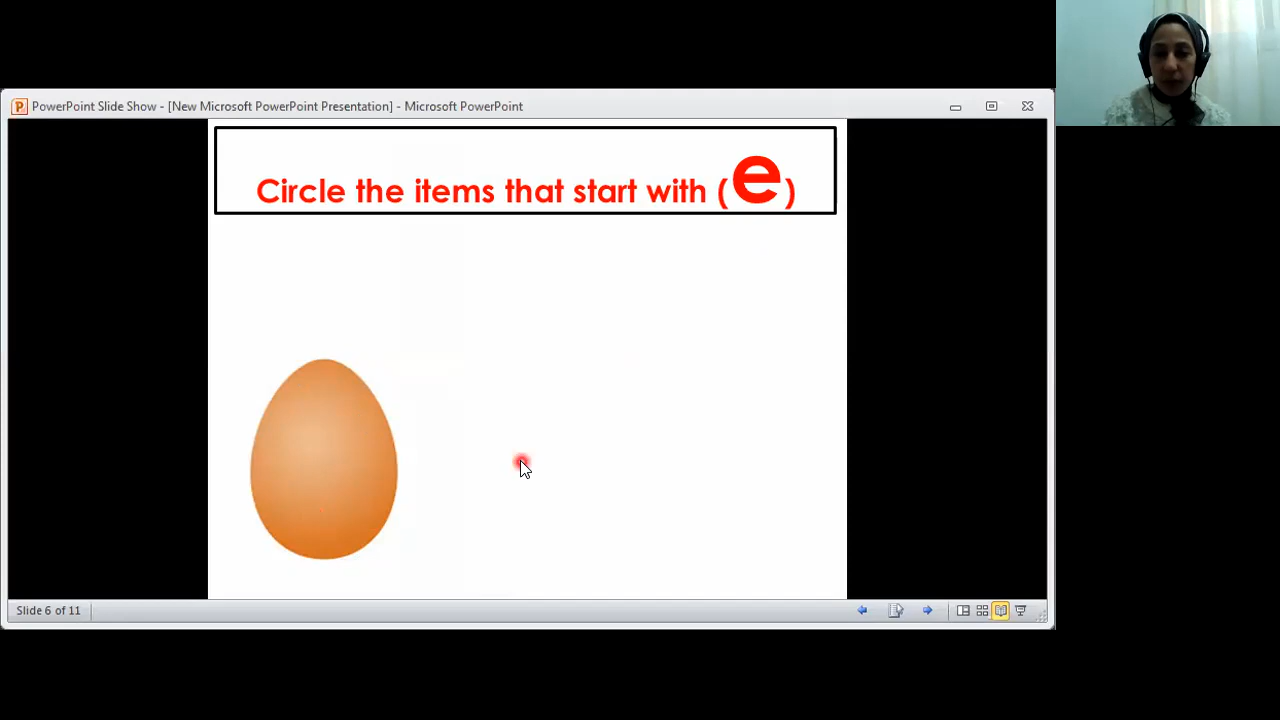 PowerPoint Slide Show - [New Microsoft PowerPoint Presentation] - Microsoft PowerPoint
Circle the items that start with (e)
Slide 6 of 11